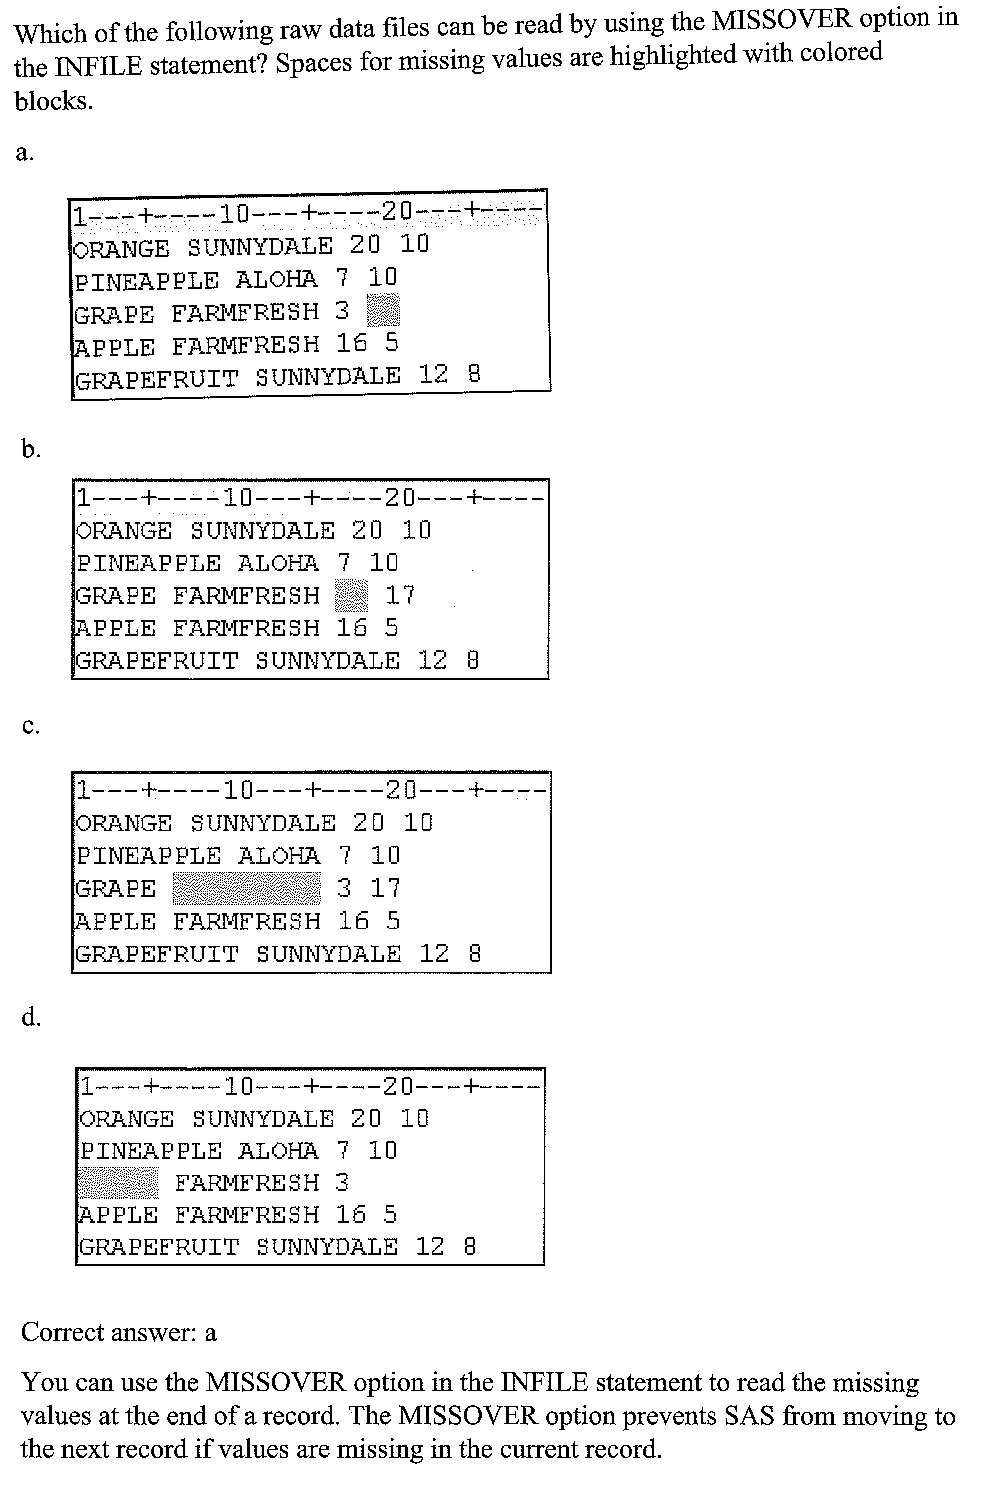 Which of the following raw data files can be read by using the MISSOVER option in
the INFILE statement? Spaces for missing values are highlighted with colored
blocks.
a.
1---+----10---+----20---+----
ORANGE SUNNYDALE 20 10
PINEAPPLE ALOHA 7 10
GRAPE FARMFRESH 3
APPLE FARMFRESH 16 5
GRAPEFRUIT SUNNYDALE 12 8
b.
1---+----10---+----20---+----
ORANGE SUNNYDALE 20 10
PINEAPPLE ALOHA 7 10
GRAPE FARMFRESH    17
APPLE FARMFRESH 16 5
GRAPEFRUIT SUNNYDALE 12 8
c.
1---+----10---+----20---+----
ORANGE SUNNYDALE 20 10
PINEAPPLE ALOHA 7 10
GRAPE           3 17
APPLE FARMFRESH 16 5
GRAPEFRUIT SUNNYDALE 12 8
d.
1---+----10---+----20---+----
ORANGE SUNNYDALE 20 10
PINEAPPLE ALOHA 7 10
      FARMFRESH 3
APPLE FARMFRESH 16 5
GRAPEFRUIT SUNNYDALE 12 8
Correct answer: a
You can use the MISSOVER option in the INFILE statement to read the missing
values at the end of a record. The MISSOVER option prevents SAS from moving to
the next record if values are missing in the current record.